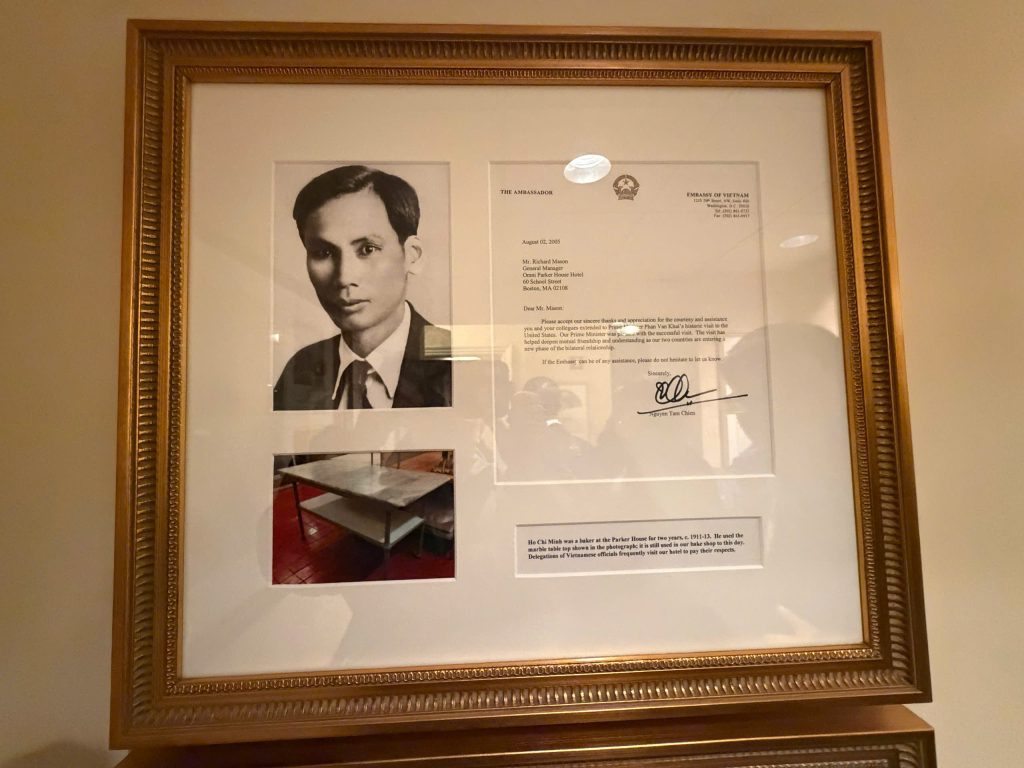 THE AMBASSADOR
EMBASSY OF VIETNAM
Washington, D.C. 20036
August 02, 2005
Mr. Richard Mason
General Manager
Omni Parker House Hotel
60 School Street
Boston, MA 02108
Dear Mr. Mason:
Please accept our sincere thanks and appreciation for the courtesy and assistance
you and your collegues extended to Prime Phan Van Khai's historic visit to the
United States. Our Prime Minister was with the successful visit. The visit has
helped deepen mutual friendship and understanding as our two countries are entering a
new phase of the bilateral relationship.
If the Embassy can be of any assistance, please do not hesitate to let us know.
Sincerely,
Nguyen Tam Chien
Ho Chi Minh was a baker at the Parker House for two years, c. 1911-13. He used the
marble table top shown in the photograph; it is still used in our bake shop to this day.
Delegations of Vietnamese officials frequently visit our hotel to pay their respects.